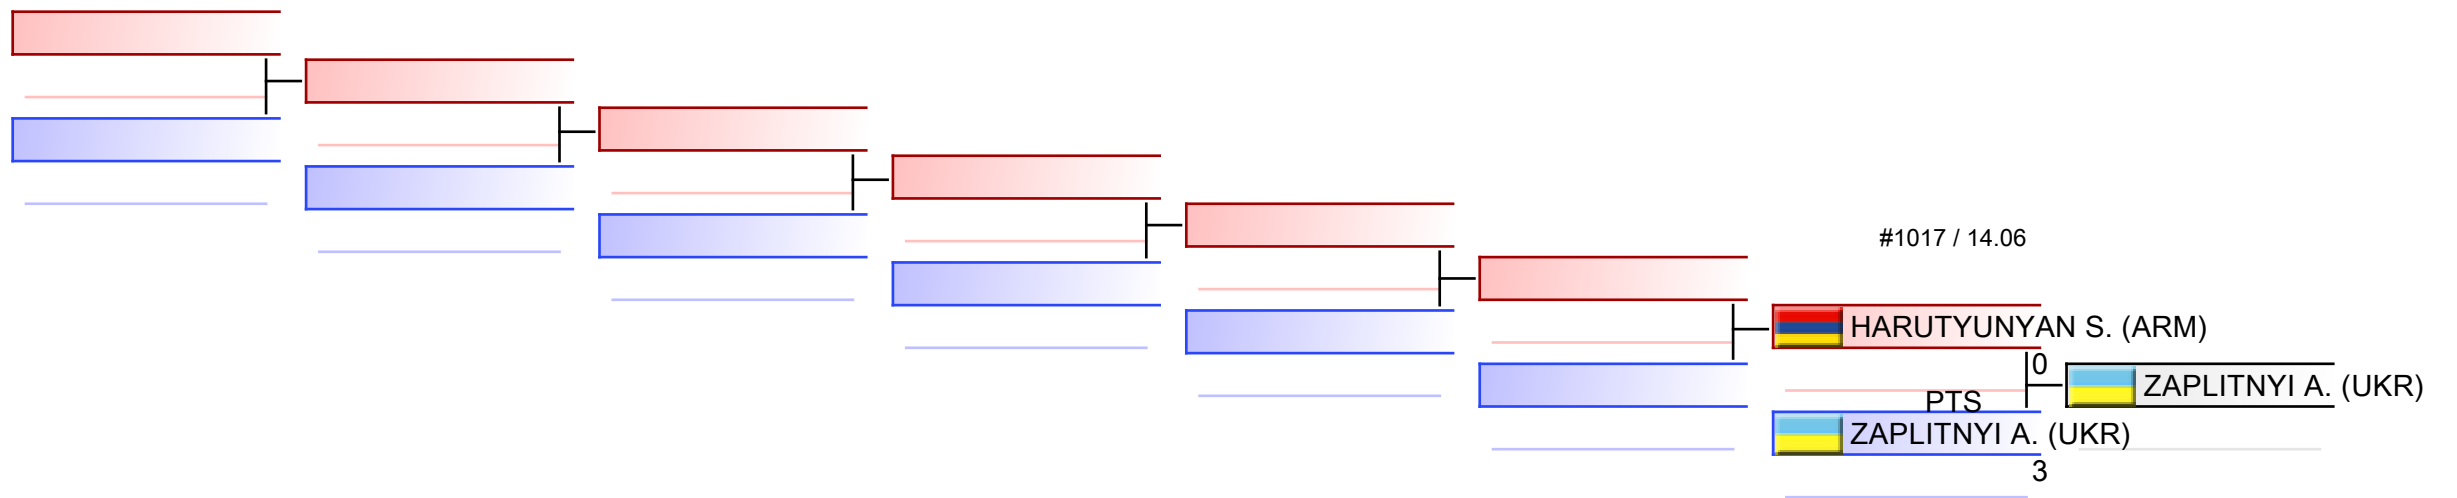 #1017 / 14.06
HARUTYUNYAN S. (ARM)
0
ZAPLITNYI A. (UKR)
PTS
ZAPLITNYI A. (UKR)
3